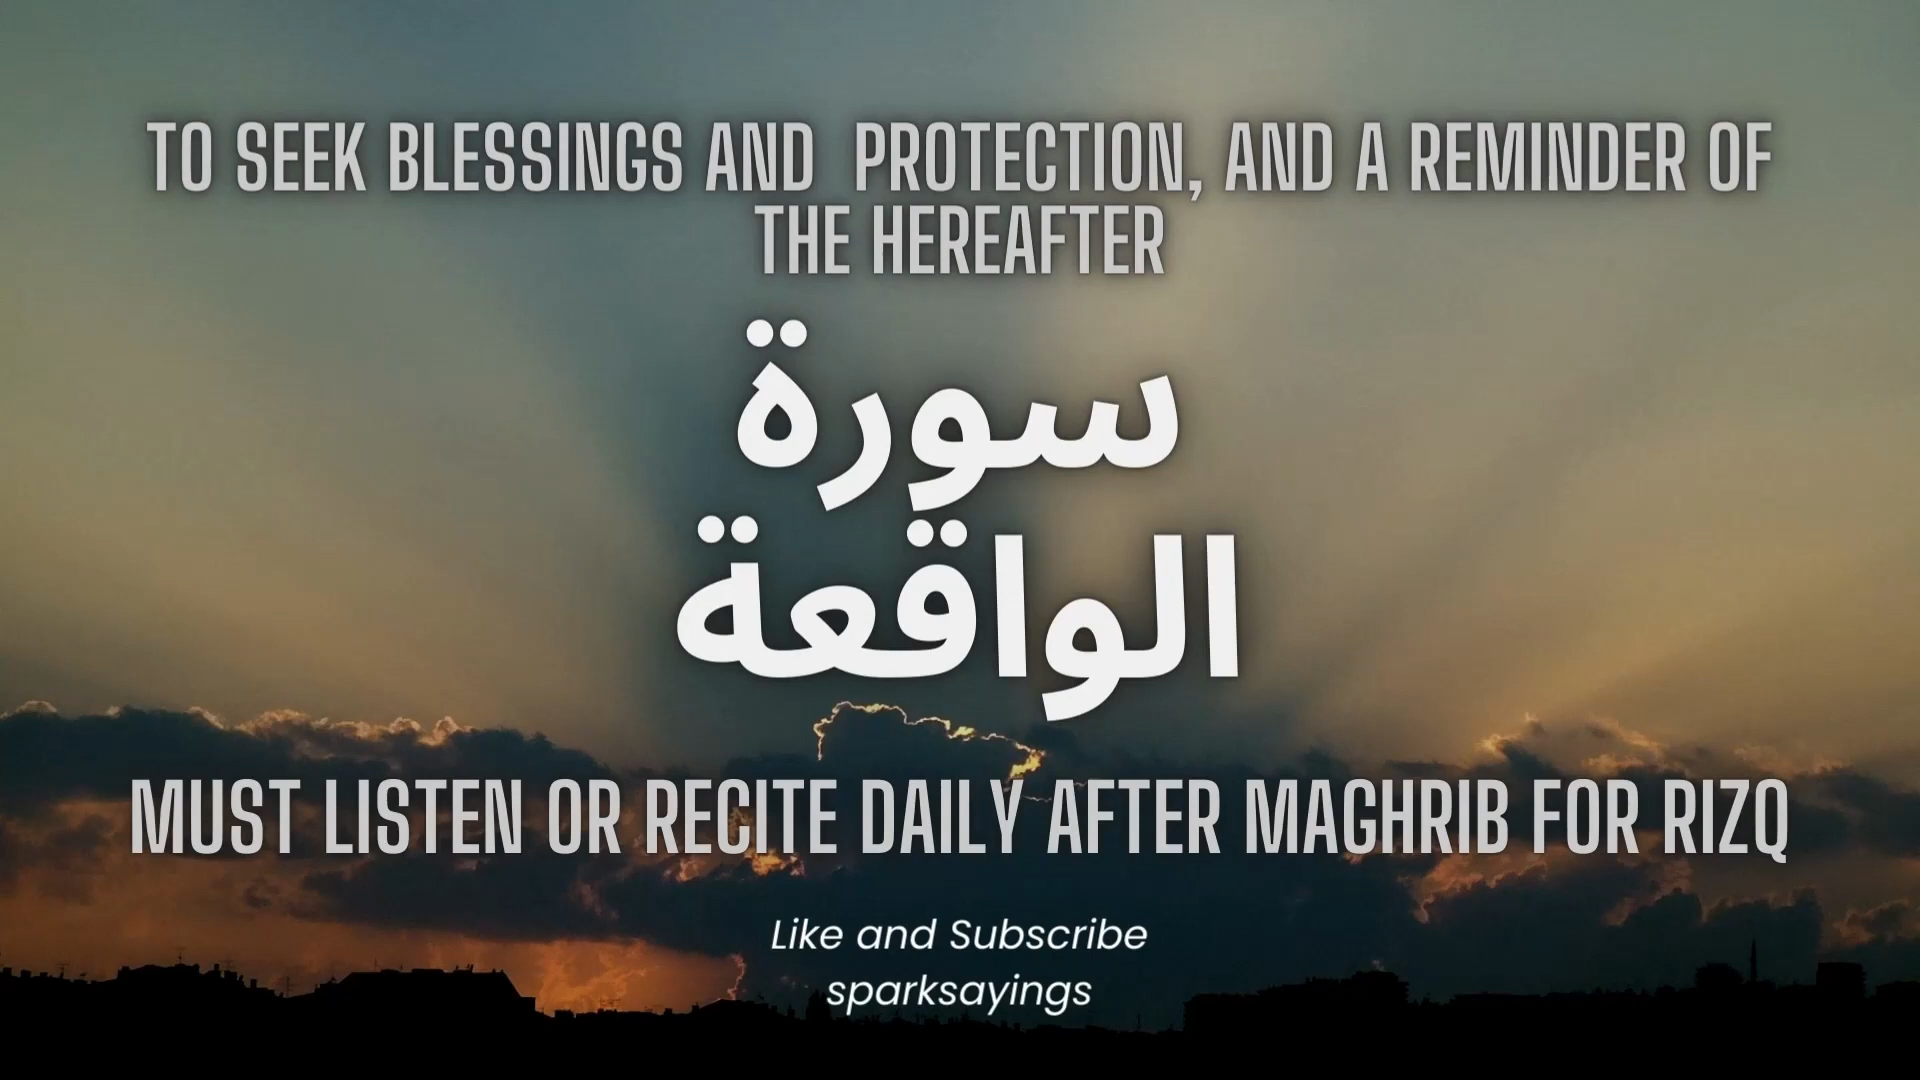 TO SEEK BLESSINGS AND PROTECTION, AND A REMINDER OF
THE HEREAFTER
سورة
الواقعة
MUST LISTEN OR RECITE DAILY AFTER MAGHRIB FOR RIZQ
Like and Subscribe
sparksayings